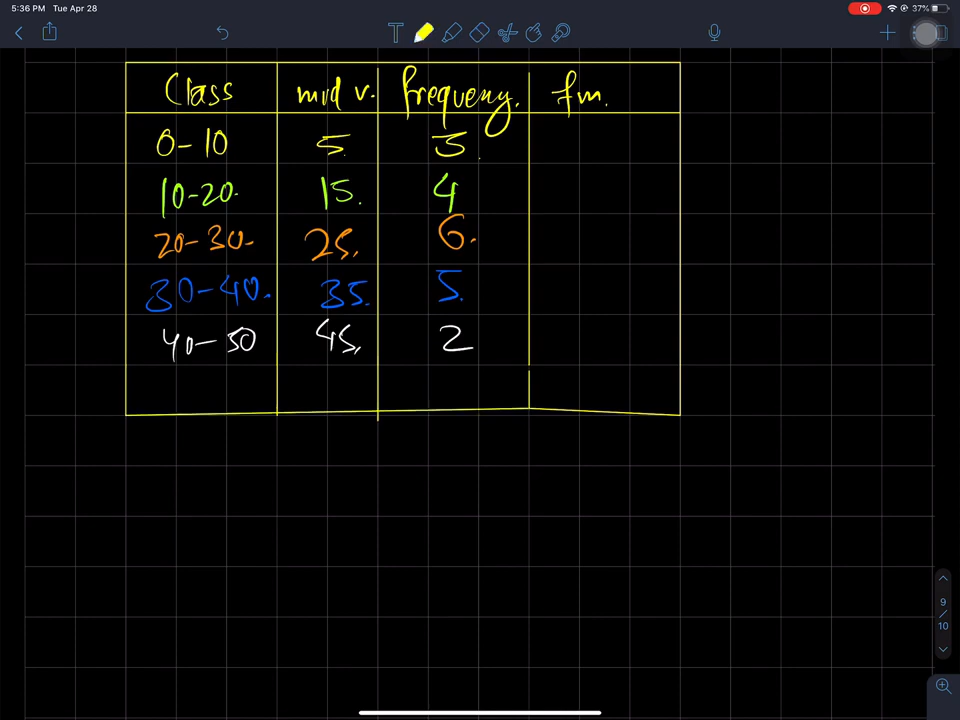 5:36 PM Tue Apr 28 37%
T
Class mid v. frequeny. fm.
0-10 5. 3.
10-20. 15. 4
20-30. 25. 6.
30-40. 35. 5.
40-50 45. 2
9
/
10